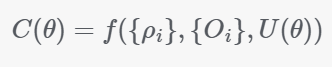 C(θ) = f({ρᵢ}, {Oᵢ}, U(θ))